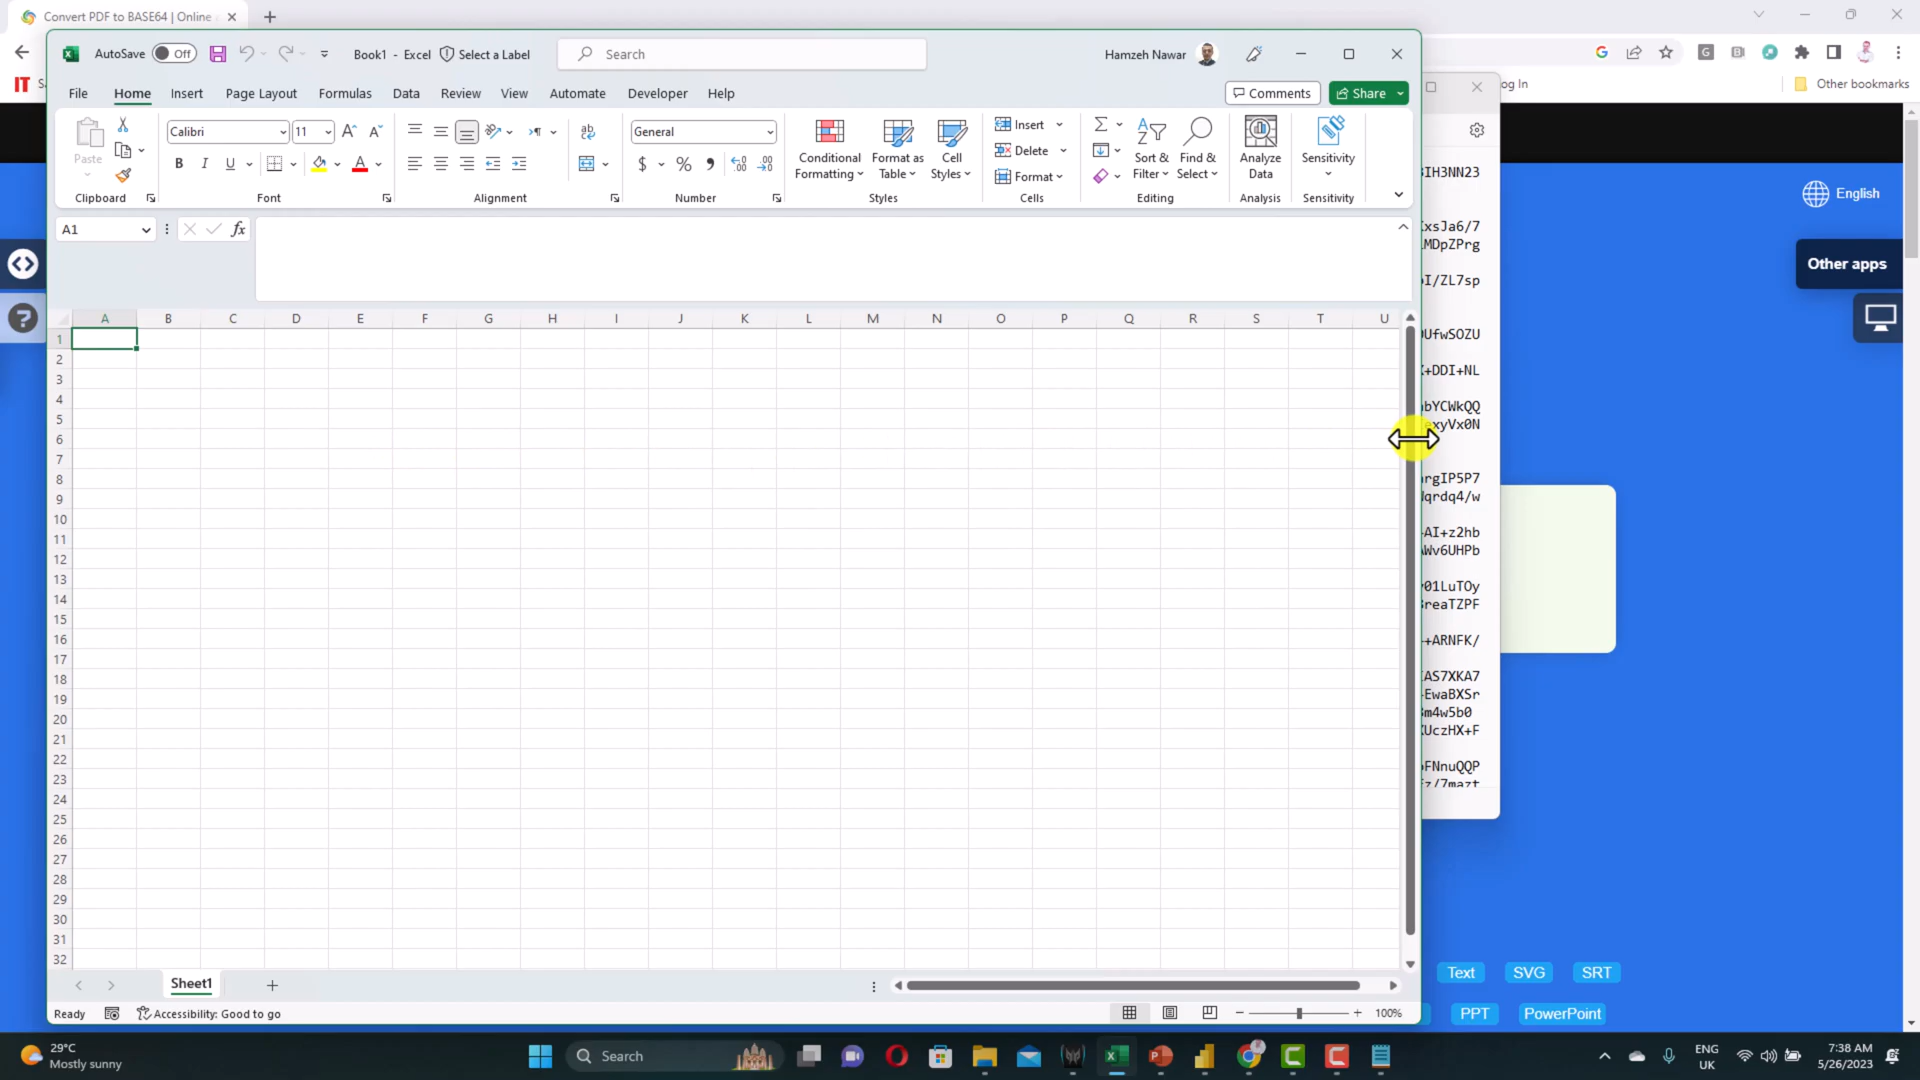 Convert PDF to BASE64 | Online
AutoSave Off Book1 - Excel Select a Label Search Hamzeh Nawar
Other bookmarks
IT
og In
File Home Insert Page Layout Formulas Data Review View Automate Developer Help Comments Share
Paste Calibri 11 General
B I U
Conditional Formatting Format as Table Cell Styles
Insert Delete Format
Sort & Filter Find & Select
Analyze Data
Sensitivity
Clipboard Font Alignment Number Styles Cells Editing Analysis Sensitivity
A1 fx
A B C D E F G H I J K L M N O P Q R S T U
1
2
3
4
5
6
7
8
9
10
11
12
13
14
15
16
17
18
19
20
21
22
23
24
25
26
27
28
29
30
31
32
IH3NN23
xsJa6/7
MDpZPrg
I/ZL7sp
UfwSOZU
+DDI+NL
bYCWkQQ
exyVx0N
rgIP5P7
qrdq4/w
AI+z2hb
Wv6UHPb
01LuTOy
reaTZPF
+ARNFK/
AS7XKA7
EwaBXSr
m4w5b0
UczHX+F
FNnuQQP
z/7mazt
English
Other apps
Sheet1
Ready Accessibility: Good to go 100%
Text SVG SRT
PPT PowerPoint
29°C
Mostly sunny
Search
ENG
UK
7:38 AM
5/26/2023